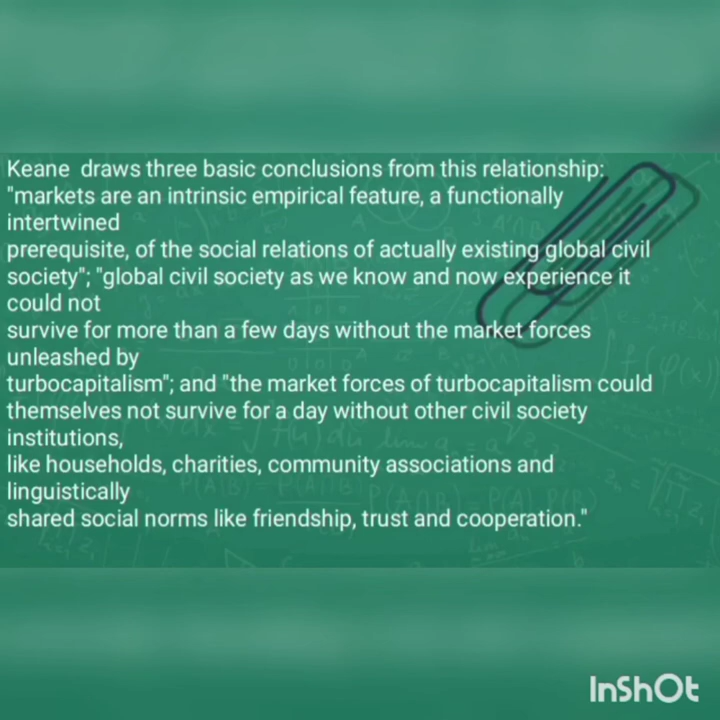 Keane draws three basic conclusions from this relationship:
"markets are an intrinsic empirical feature, a functionally
intertwined
prerequisite, of the social relations of actually existing global civil
society"; "global civil society as we know and now experience it
could not
survive for more than a few days without the market forces
unleashed by
turbocapitalism"; and "the market forces of turbocapitalism could
themselves not survive for a day without other civil society
institutions,
like households, charities, community associations and
linguistically
shared social norms like friendship, trust and cooperation."
InShOt